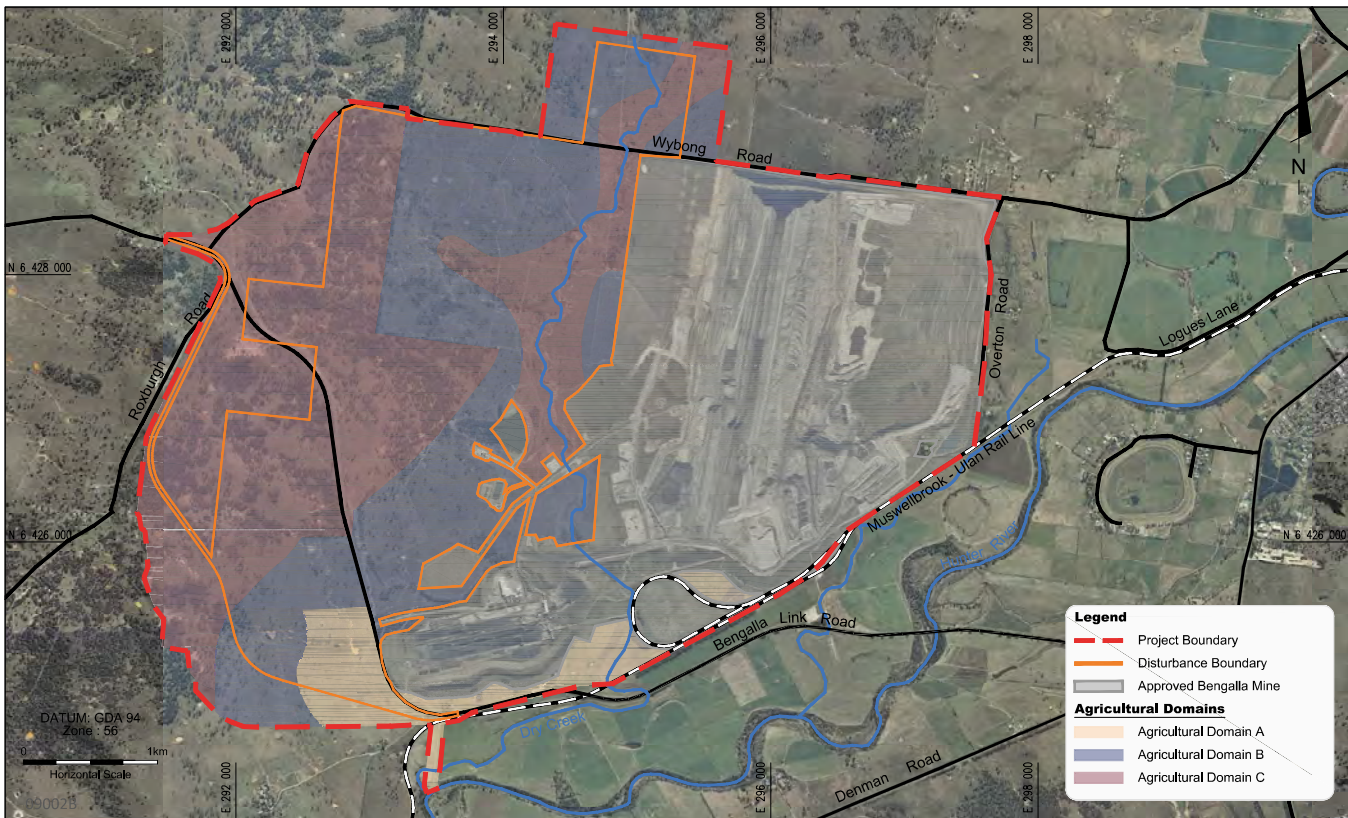 E 292 000
E 294 000
E 296 000
E 298 000
Wybong Road
N
N 6 428 000
Road
Roxburgh
Overton Road
Logues Lane
Muswellbrook - Ulan Rail Line
N 6 426 000
N 6 426 000
Hunter River
Bengalla Link Road
Dry Creek
Denman Road
DATUM: GDA 94
Zone : 56
0 1km
Horizontal Scale
E 292 000
E 296 000
E 298 000
Legend
Project Boundary
Disturbance Boundary
Approved Bengalla Mine
Agricultural Domains
Agricultural Domain A
Agricultural Domain B
Agricultural Domain C